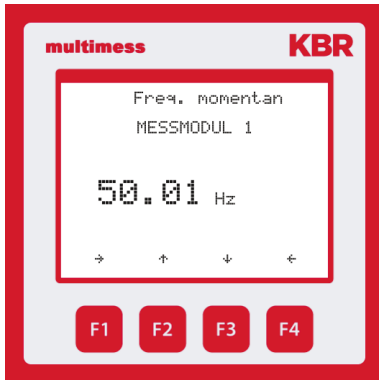 multimess KBR
Freq. momentan
MESSMODUL 1
50.01 Hz
→ ↑ ↓ ←
F1 F2 F3 F4